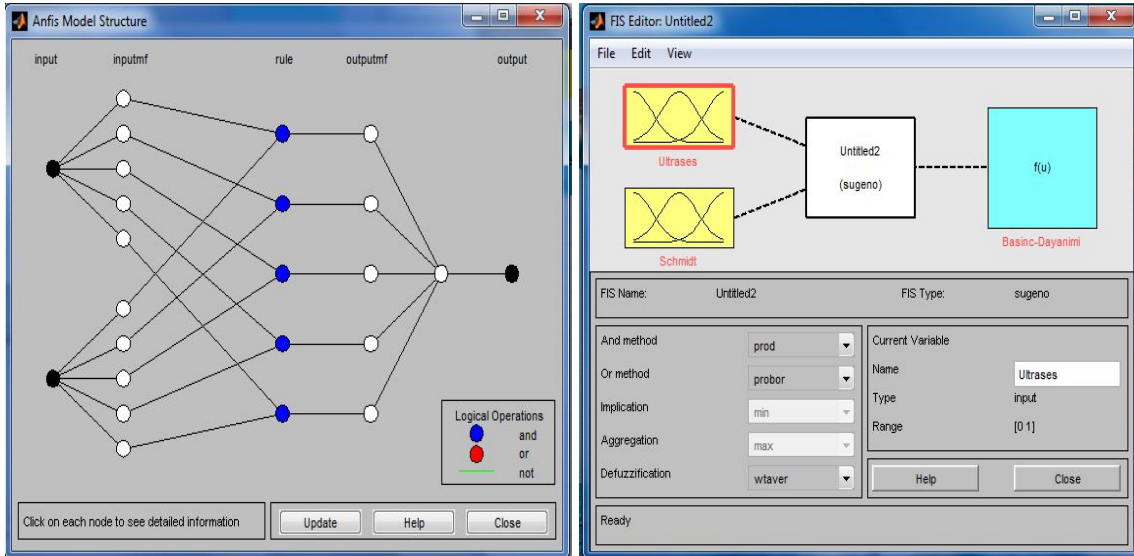 Anfis Model Structure
input inputmf rule outputmf output
Logical Operations
and
or
not
Click on each node to see detailed information
Update Help Close
FIS Editor: Untitled2
File Edit View
Ultrases
Schmidt
Untitled2
(sugeno)
f(u)
Basinc-Dayanimi
FIS Name: Untitled2 FIS Type: sugeno
And method prod
Or method probor
Implication min
Aggregation max
Defuzzification wtaver
Current Variable
Name Ultrases
Type input
Range [0 1]
Help Close
Ready